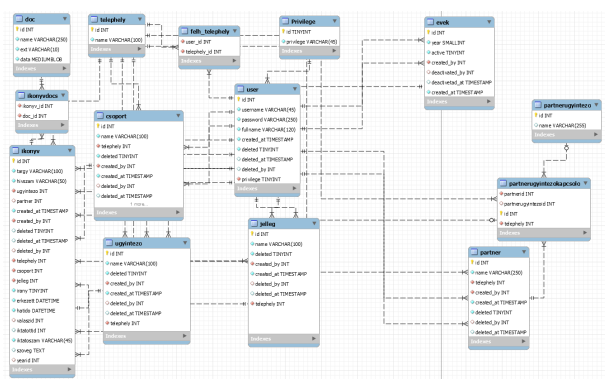 doc
id INT
name VARCHAR(250)
ext VARCHAR(10)
data MEDIUMBLOB
Indexes
telephely
id INT
name VARCHAR(100)
Indexes
felh_telephely
user_id INT
telephely_id INT
Indexes
Privilege
id TINYINT
privilege VARCHAR(45)
Indexes
evek
id INT
year SMALLINT
active TINYINT
created_by INT
deactivated_by INT
deactivated_at TIMESTAMP
created_at TIMESTAMP
Indexes
ikonyvdocs
ikonyv_id INT
doc_id INT
Indexes
user
id INT
username VARCHAR(45)
password VARCHAR(250)
fullname VARCHAR(120)
created_at TIMESTAMP
deleted TINYINT
deleted_at TIMESTAMP
deleted_by INT
privilege TINYINT
Indexes
partnerugyintezo
id INT
name VARCHAR(255)
Indexes
csoport
id INT
name VARCHAR(100)
telephely INT
deleted TINYINT
created_by INT
created_at TIMESTAMP
deleted_by INT
deleted_at TIMESTAMP
1 more...
Indexes
ikonyv
id INT
targy VARCHAR(100)
hivszam VARCHAR(50)
ugyintezo INT
partner INT
created_at TIMESTAMP
created_by INT
deleted TINYINT
deleted_at TIMESTAMP
deleted_by INT
telephely INT
csoport INT
jelleg INT
irany TINYINT
erkezett DATETIME
hatido DATETIME
valaszid INT
iktatottid INT
iktatoszam VARCHAR(45)
szoveg TEXT
yearid INT
Indexes
partnerugyintezokapcsolo
partnerid INT
partnerugyintezoid INT
id INT
telephely INT
Indexes
ugyintezo
id INT
name VARCHAR(100)
deleted TINYINT
created_by INT
created_at TIMESTAMP
deleted_by INT
deleted_at TIMESTAMP
telephely INT
Indexes
jelleg
id INT
name VARCHAR(100)
deleted TINYINT
created_by INT
created_at TIMESTAMP
deleted_by INT
deleted_at TIMESTAMP
telephely INT
Indexes
partner
id INT
name VARCHAR(250)
telephely INT
created_by INT
created_at TIMESTAMP
deleted TINYINT
deleted_by INT
deleted_at TIMESTAMP
Indexes